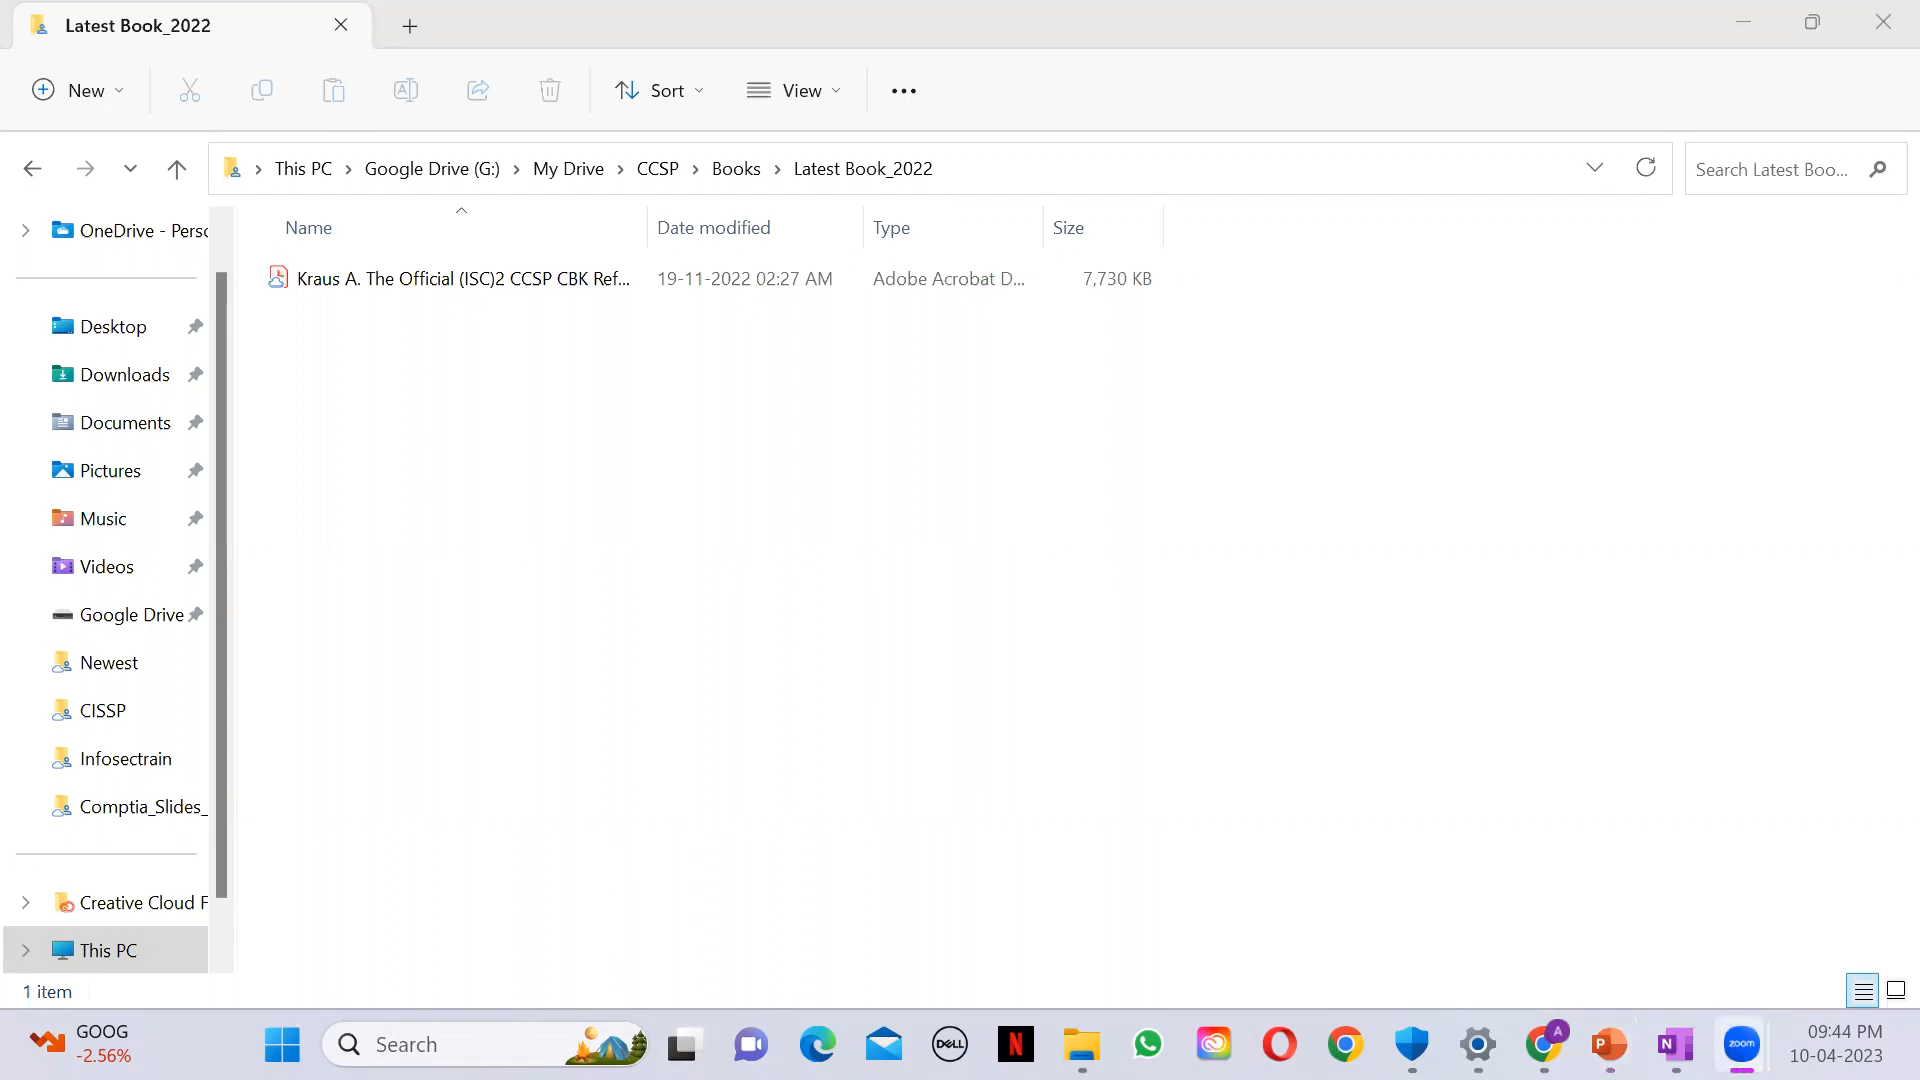 Latest Book_2022
New
Sort
View
This PC
Google Drive (G:)
My Drive
CCSP
Books
Latest Book_2022
Search Latest Boo...
Name
Date modified
Type
Size
Kraus A. The Official (ISC)2 CCSP CBK Ref...
19-11-2022 02:27 AM
Adobe Acrobat D...
7,730 KB
OneDrive - Perso
Desktop
Downloads
Documents
Pictures
Music
Videos
Google Drive
Newest
CISSP
Infosectrain
Comptia_Slides_
Creative Cloud F
This PC
1 item
GOOG
-2.56%
Search
DELL
N
A
P
N
zoom
09:44 PM
10-04-2023